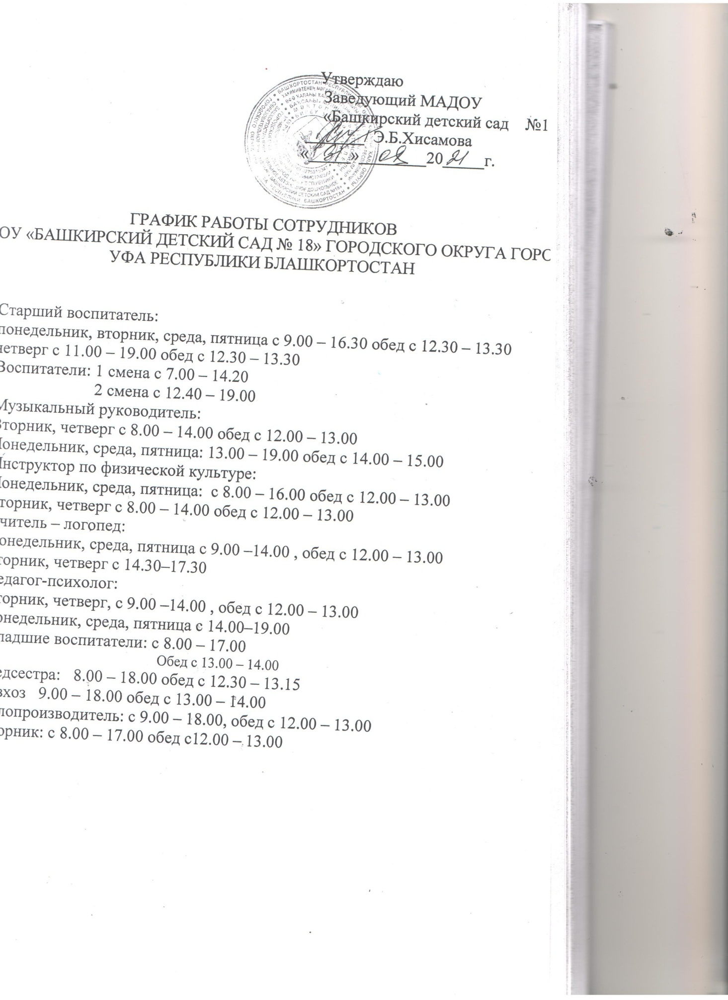 Утверждаю
Заведующий МАДОУ
«Башкирский детский сад №1
Э.Б.Хисамова
«31» 08 2021 г.
ГРАФИК РАБОТЫ СОТРУДНИКОВ
ОУ «БАШКИРСКИЙ ДЕТСКИЙ САД № 18» ГОРОДСКОГО ОКРУГА ГОРО
УФА РЕСПУБЛИКИ БЛАШКОРТОСТАН
Старший воспитатель:
понедельник, вторник, среда, пятница с 9.00 – 16.30 обед с 12.30 – 13.30
четверг с 11.00 – 19.00 обед с 12.30 – 13.30
Воспитатели: 1 смена с 7.00 – 14.20
2 смена с 12.40 – 19.00
Музыкальный руководитель:
Вторник, четверг с 8.00 – 14.00 обед с 12.00 – 13.00
Понедельник, среда, пятница: 13.00 – 19.00 обед с 14.00 – 15.00
Инструктор по физической культуре:
Понедельник, среда, пятница: с 8.00 – 16.00 обед с 12.00 – 13.00
торник, четверг с 8.00 – 14.00 обед с 12.00 – 13.00
читель – логопед:
онедельник, среда, пятница с 9.00 –14.00 , обед с 12.00 – 13.00
торник, четверг с 14.30–17.30
едагог-психолог:
торник, четверг, с 9.00 –14.00 , обед с 12.00 – 13.00
онедельник, среда, пятница с 14.00–19.00
ладшие воспитатели: с 8.00 – 17.00
Обед с 13.00 – 14.00
едсестра: 8.00 – 18.00 обед с 12.30 – 13.15
вхоз 9.00 – 18.00 обед с 13.00 – 14.00
лопроизводитель: с 9.00 – 18.00, обед с 12.00 – 13.00
орник: с 8.00 – 17.00 обед с12.00 – 13.00